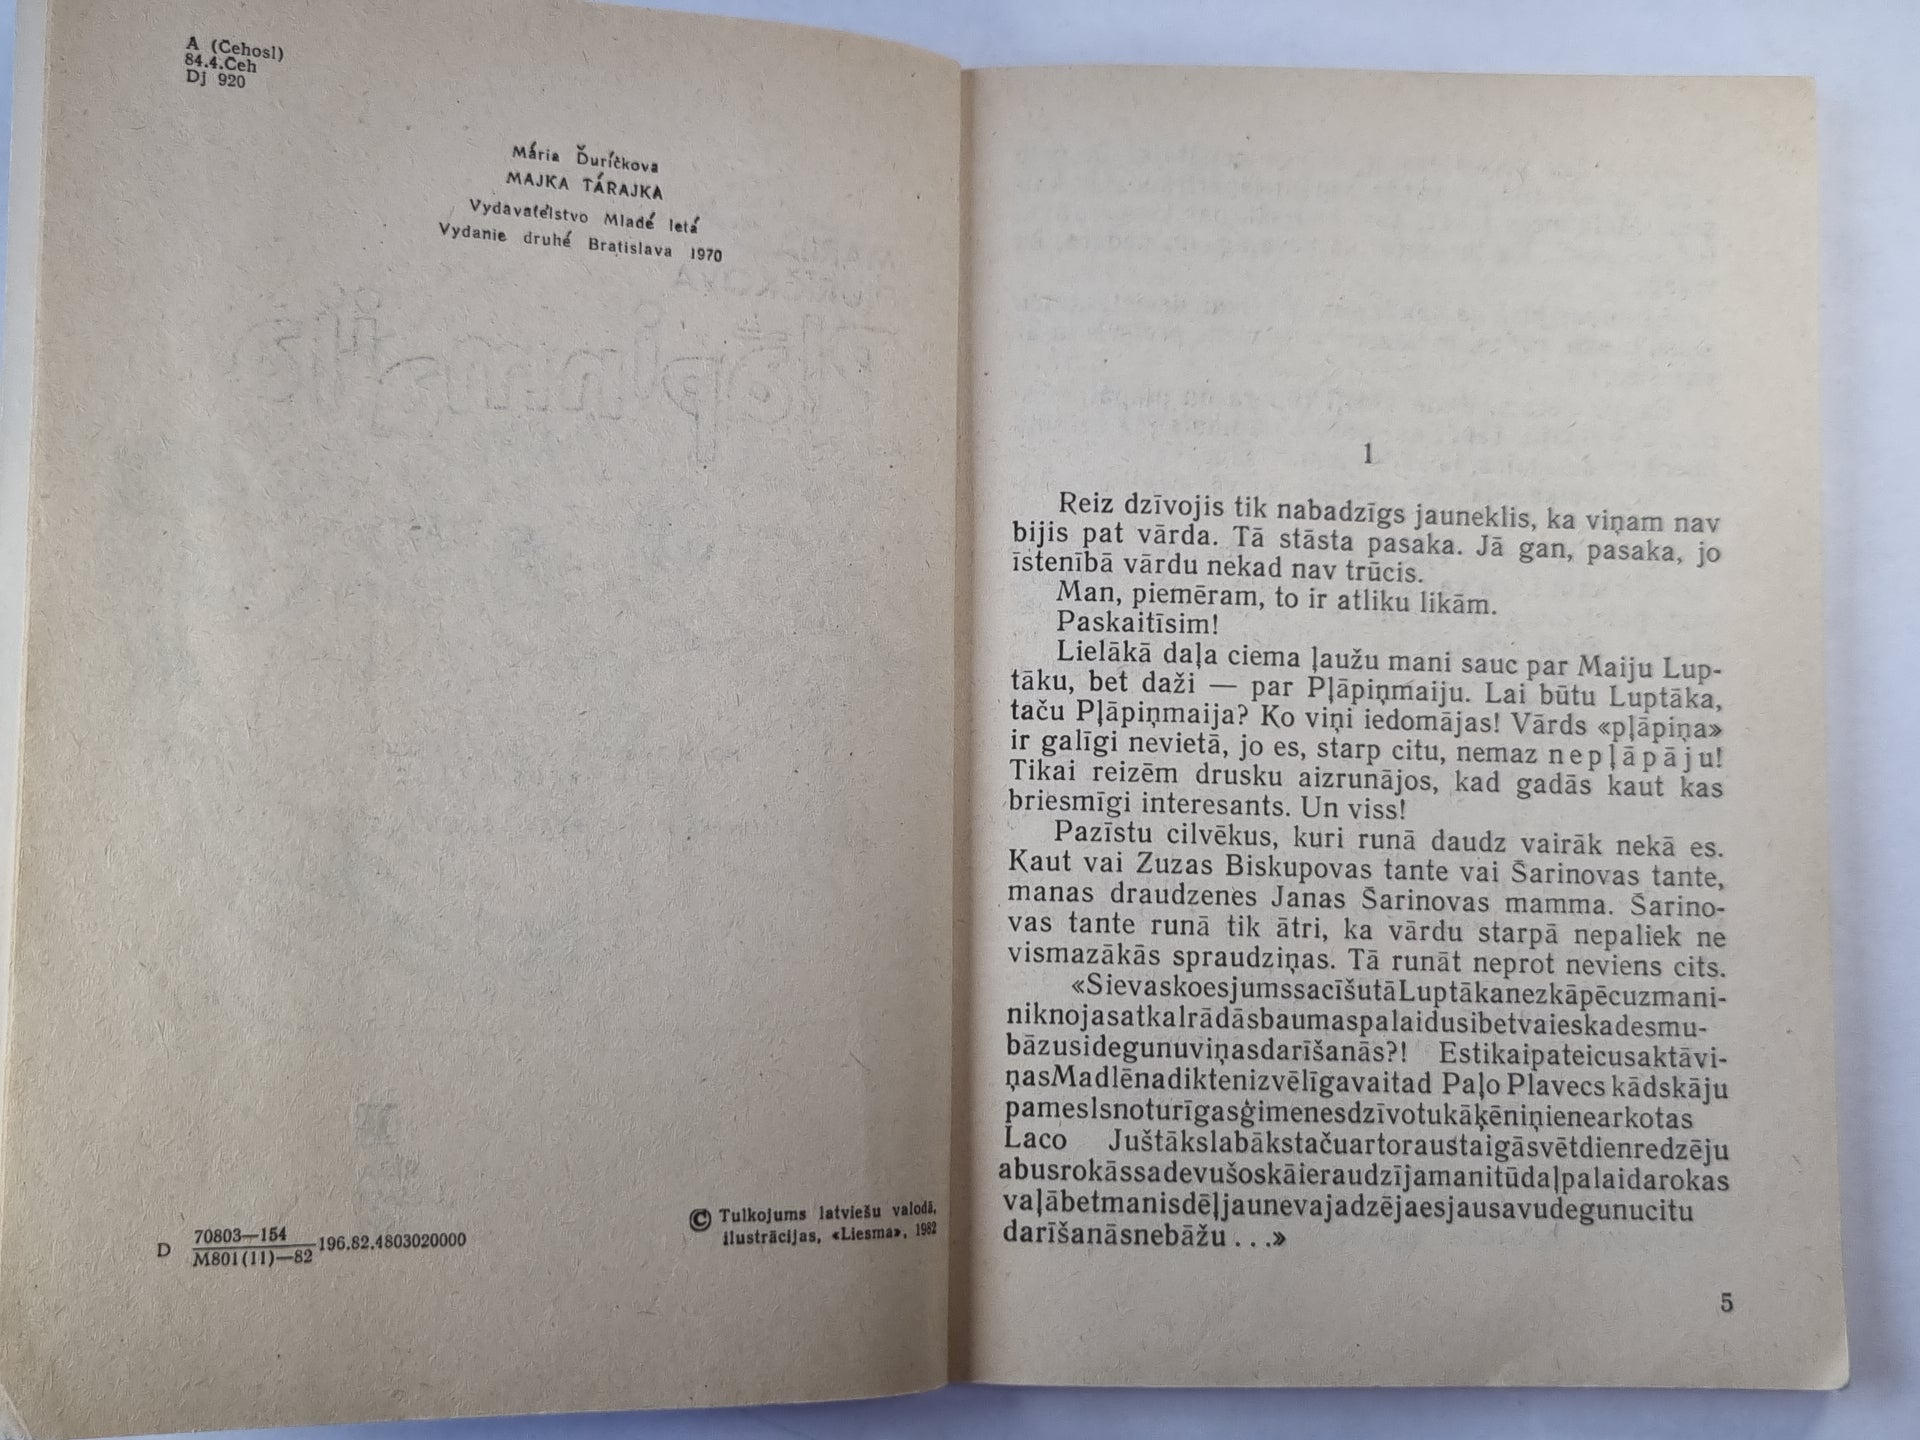 A (Čehosl)
84.4.Čeh
Dj 920
Mária Ďuríčkova
MAJKA TÁRAJKA
Vydavatelstvo Mladé letá
Vydanie druhé Bratislava 1970
D 70803—154
M801(11)—82 196.82.4803020000
© Tulkojums latviešu valodā,
ilustrācijas, «Liesma», 1982
1
Reiz dzīvojis tik nabadzīgs jauneklis, ka viņam nav
bijis pat vārda. Tā stāsta pasaka. Jā gan, pasaka, jo
īstenībā vārdu nekad nav trūcis.
Man, piemēram, to ir atliku likām.
Paskaitīsim!
Lielākā daļa ciema ļaužu mani sauc par Maiju Lup-
tāku, bet daži — par Pļāpiņmaiju. Lai būtu Luptāka,
taču Pļāpiņmaija? Ko viņi iedomājas! Vārds «pļāpiņa»
ir galīgi nevietā, jo es, starp citu, nemaz nepļāpāju!
Tikai reizēm drusku aizrunājos, kad gadās kaut kas
briesmīgi interesants. Un viss!
Pazīstu cilvēkus, kuri runā daudz vairāk nekā es.
Kaut vai Zuzas Biskupovas tante vai Šarinovas tante,
manas draudzenes Janas Šarinovas mamma. Šarino-
vas tante runā tik ātri, ka vārdu starpā nepaliek ne
vismazākās spraudziņas. Tā runāt neprot neviens cits.
«SievaskoesjumssacīšutāLuptākanezkāpēcuzmani-
niknojasatkalrādāsbaumaspalaidusibetvaieskadesmu-
bāzusidegunuviņasdarīšanās?! Estikaipateicusaktāvi-
ņasMadlēnadiktenizvēlīgavaitad Paļo Plavecs kādskāju
pameslsnoturīgasģimenesdzīvotukāķēniņienearkotas
Laco Juštākslabākstačuartoraustaigāsvētdienredzēju
abusrokāssadevušoskāieraudzījamanitūdaļpalaidarokas
vaļābetmanisdēļjaunevajadzējaesjausavudegunucitu
darīšanāsnebāžu...»
5